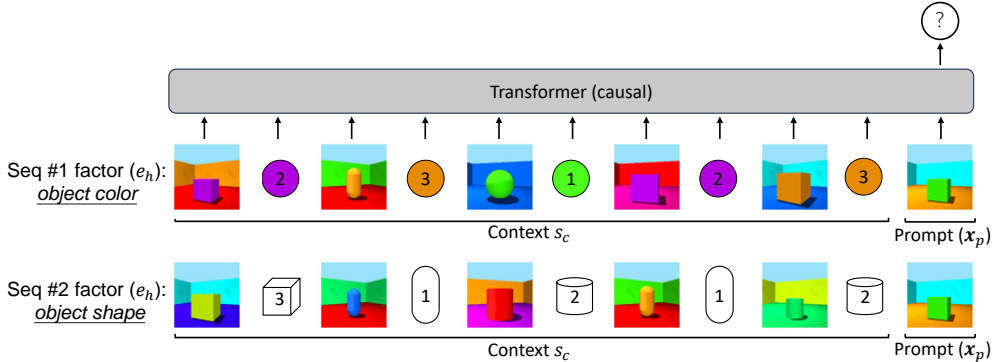 ?
Transformer (causal)
Seq #1 factor (e_h):
object color
2
3
1
2
3
Context s_c
Prompt (x_p)
Seq #2 factor (e_h):
object shape
3
1
2
1
2
Context s_c
Prompt (x_p)